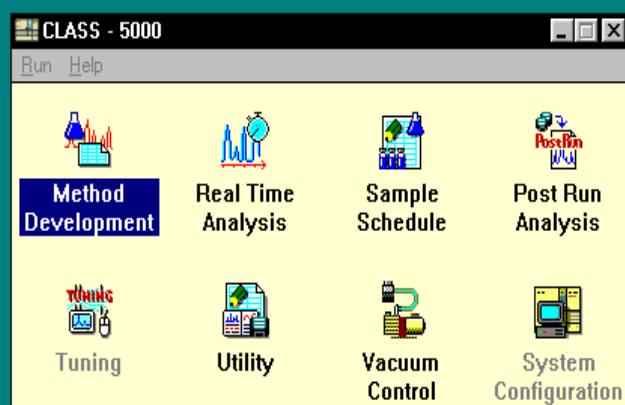 CLASS - 5000
Run Help
Method Development
Real Time Analysis
Sample Schedule
PostRun
Post Run Analysis
TUNING
Tuning
Utility
Vacuum Control
System Configuration